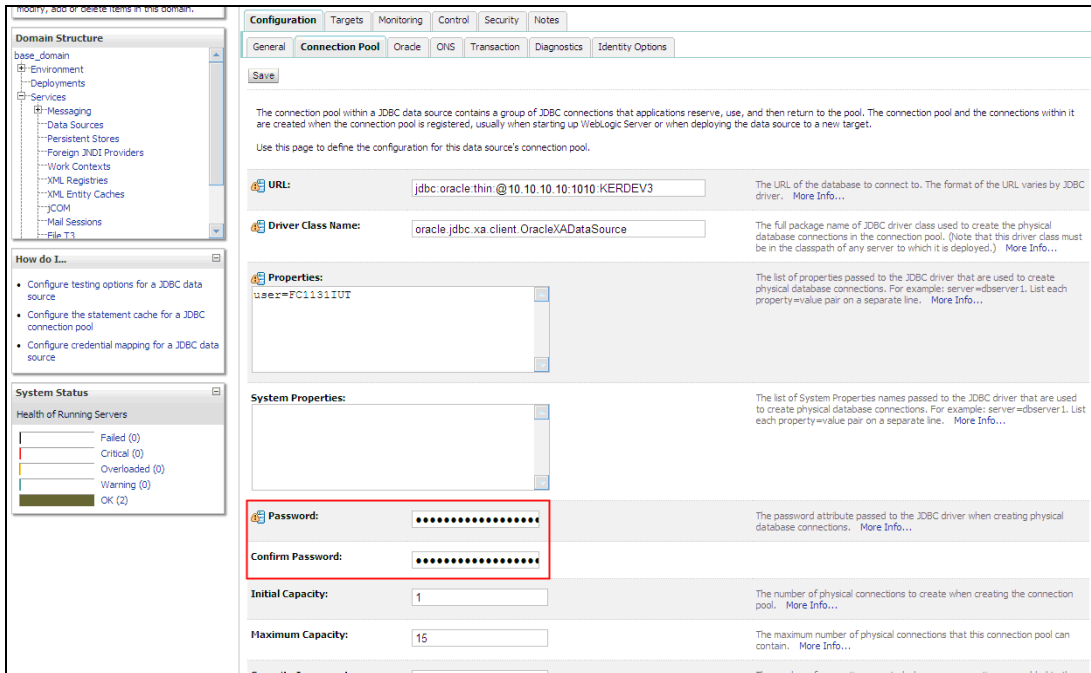 modify, add or delete items in this domain.
Domain Structure
base_domain
Environment
Deployments
Services
Messaging
Data Sources
Persistent Stores
Foreign JNDI Providers
Work Contexts
XML Registries
XML Entity Caches
jCOM
Mail Sessions
File T3
How do I...
Configure testing options for a JDBC data
source
Configure the statement cache for a JDBC
connection pool
Configure credential mapping for a JDBC data
source
System Status
Health of Running Servers
Failed (0)
Critical (0)
Overloaded (0)
Warning (0)
OK (2)
Configuration Targets Monitoring Control Security Notes
General Connection Pool Oracle ONS Transaction Diagnostics Identity Options
Save
The connection pool within a JDBC data source contains a group of JDBC connections that applications reserve, use, and then return to the pool. The connection pool and the connections within it
are created when the connection pool is registered, usually when starting up WebLogic Server or when deploying the data source to a new target.
Use this page to define the configuration for this data source's connection pool.
URL: jdbc:oracle:thin:@10.10.10.10:1010:KERDEV3
The URL of the database to connect to. The format of the URL varies by JDBC
driver. More Info...
Driver Class Name: oracle.jdbc.xa.client.OracleXADataSource
The full package name of JDBC driver class used to create the physical
database connections in the connection pool. (Note that this driver class must
be in the classpath of any server to which it is deployed.) More Info...
Properties:
user=FC1131IUT
The list of properties passed to the JDBC driver that are used to create
physical database connections. For example: server=dbserver1. List each
property=value pair on a separate line. More Info...
System Properties:
The list of System Properties names passed to the JDBC driver that are used
to create physical database connections. For example: server=dbserver1. List
each property=value pair on a separate line. More Info...
Password:
The password attribute passed to the JDBC driver when creating physical
database connections. More Info...
Confirm Password:
Initial Capacity: 1
The number of physical connections to create when creating the connection
pool. More Info...
Maximum Capacity: 15
The maximum number of physical connections that this connection pool can
contain. More Info...